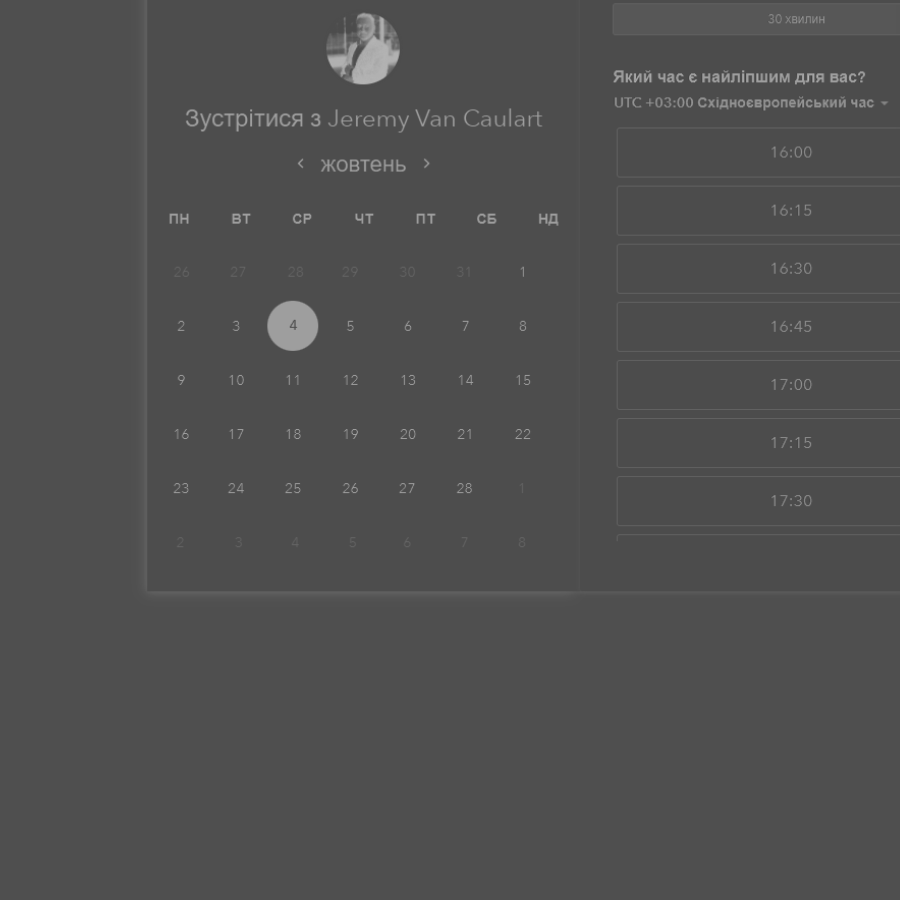 Зустрітися з Jeremy Van Caulart
< жовтень >
ПН ВТ СР ЧТ ПТ СБ НД
26 27 28 29 30 31 1
2 3 4 5 6 7 8
9 10 11 12 13 14 15
16 17 18 19 20 21 22
23 24 25 26 27 28 1
2 3 4 5 6 7 8
30 хвилин
Який час є найліпшим для вас?
UTC +03:00 Східноєвропейський час
16:00
16:15
16:30
16:45
17:00
17:15
17:30